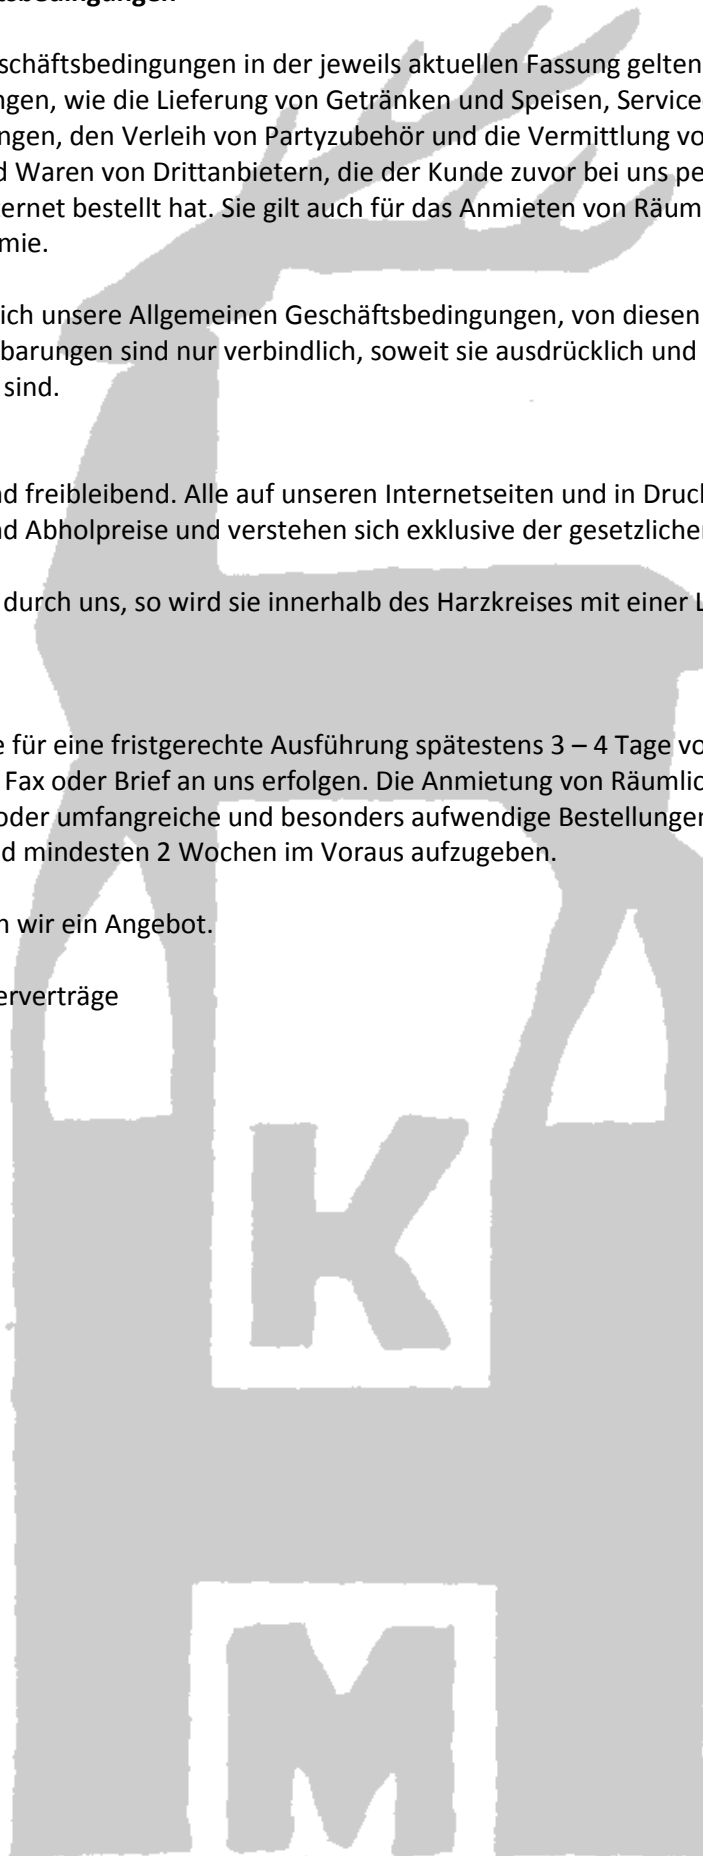 schäftsbedingungen in der jeweils aktuellen Fassung gelten
ngen, wie die Lieferung von Getränken und Speisen, Service
ngen, den Verleih von Partyzubehör und die Vermittlung vo
d Waren von Drittanbietern, die der Kunde zuvor bei uns pe
ernet bestellt hat. Sie gilt auch für das Anmieten von Räum
mie.
ich unsere Allgemeinen Geschäftsbedingungen, von diesen
barungen sind nur verbindlich, soweit sie ausdrücklich und
sind.
nd freibleibend. Alle auf unseren Internetseiten und in Druck
nd Abholpreise und verstehen sich exklusive der gesetzlichen
durch uns, so wird sie innerhalb des Harzkreises mit einer L
e für eine fristgerechte Ausführung spätestens 3 – 4 Tage vo
Fax oder Brief an uns erfolgen. Die Anmietung von Räumlic
oder umfangreiche und besonders aufwendige Bestellungen
d mindesten 2 Wochen im Voraus aufzugeben.
n wir ein Angebot.
erverträge
K
M